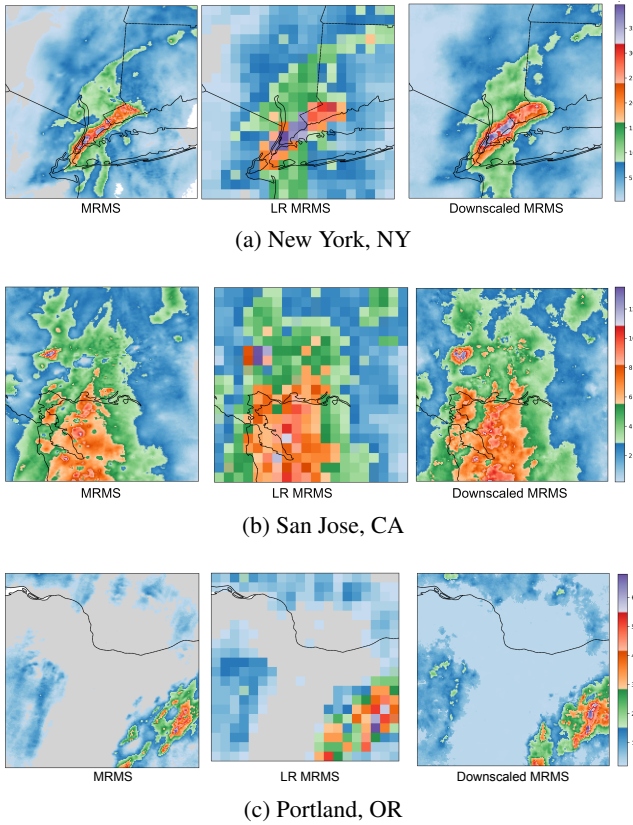 MRMS LR MRMS Downscaled MRMS
(a) New York, NY
MRMS LR MRMS Downscaled MRMS
(b) San Jose, CA
MRMS LR MRMS Downscaled MRMS
(c) Portland, OR